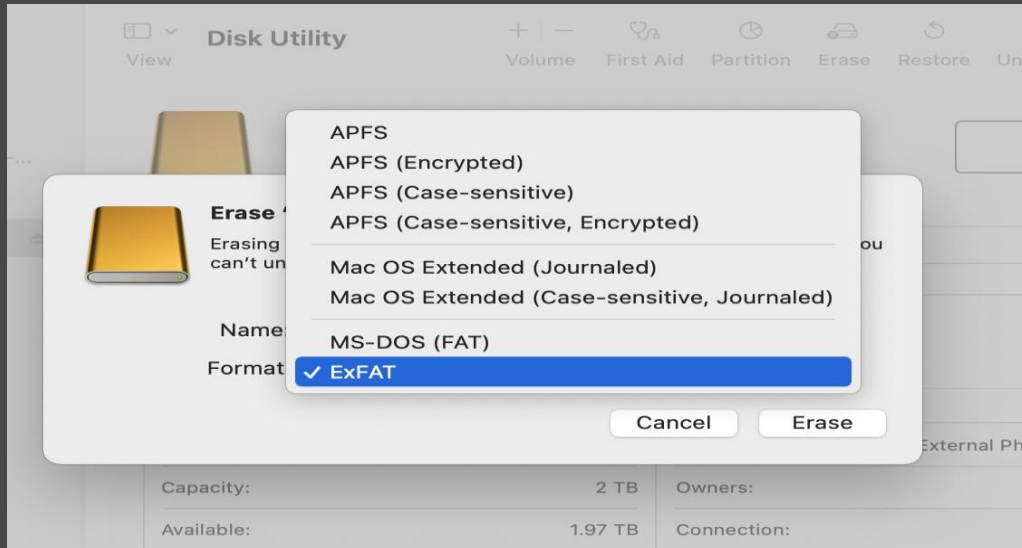 Disk Utility
View
Volume First Aid Partition Erase Restore Un
APFS
APFS (Encrypted)
APFS (Case-sensitive)
APFS (Case-sensitive, Encrypted)
Mac OS Extended (Journaled)
Mac OS Extended (Case-sensitive, Journaled)
MS-DOS (FAT)
ExFAT
Erase
Erasing
ou
can't un
Name:
Format
Cancel Erase
External Ph
Capacity: 2 TB Owners:
Available: 1.97 TB Connection: